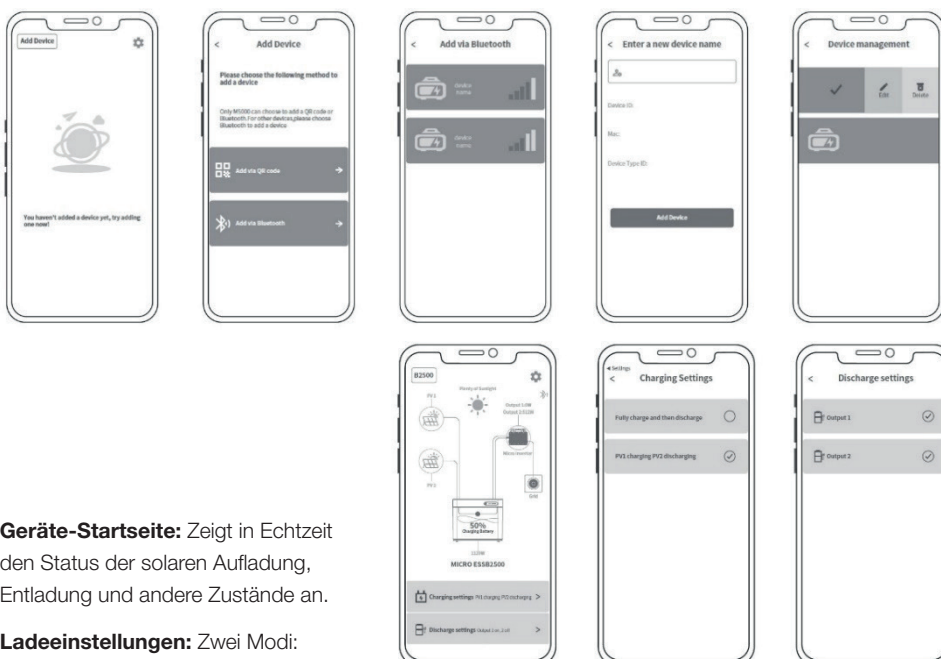 Add Device
You haven't added a device yet, try adding
one now!
< Add Device
Please choose the following method to
add a device
Only M5000 can choose to add a QR code or
Bluetooth.For other devices,please choose
Bluetooth to add a device
Add via QR code →
Add via Bluetooth →
< Add via Bluetooth
device
name
device
name
< Enter a new device name
Device ID:
Mac:
Device Type ID:
Add Device
< Device management
Edit
Delete
B2500
Plenty of Sunlight
PV1
PV2
Micro inverter
Grid
50%
Charging Battery
MICRO ESSB2500
Charging settings PV1 charging PV2 discharging >
Discharge settings >
Settings
< Charging Settings
Fully charge and then discharge
PV1 charging PV2 discharging
< Discharge settings
Output 1
Output 2
Geräte-Startseite: Zeigt in Echtzeit
den Status der solaren Aufladung,
Entladung und andere Zustände an.
Ladeeinstellungen: Zwei Modi: